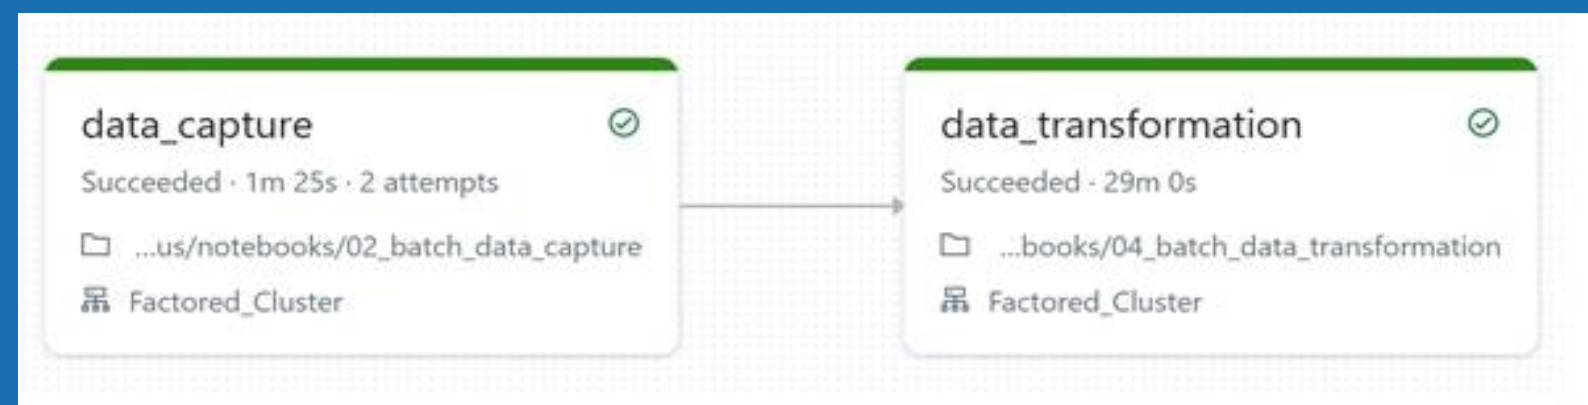 data_capture
Succeeded · 1m 25s · 2 attempts
...us/notebooks/02_batch_data_capture
Factored_Cluster
data_transformation
Succeeded · 29m 0s
...books/04_batch_data_transformation
Factored_Cluster